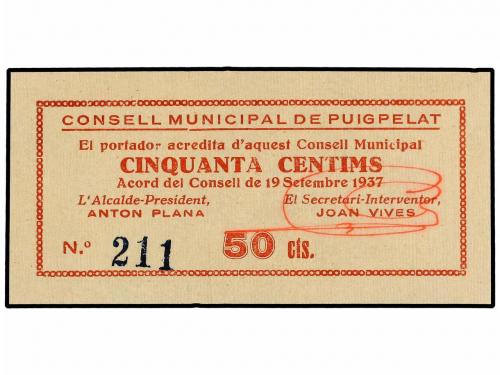 CONSELL MUNICIPAL DE PUIGPELAT
El portador acredita d'aquest Consell Municipal
CINQUANTA CENTIMS
Acord del Consell de 19 Setembre 1937
L'Alcalde-President, El Secretari-Interventor,
ANTON PLANA JOAN VIVES
N.º 211 50 cts.